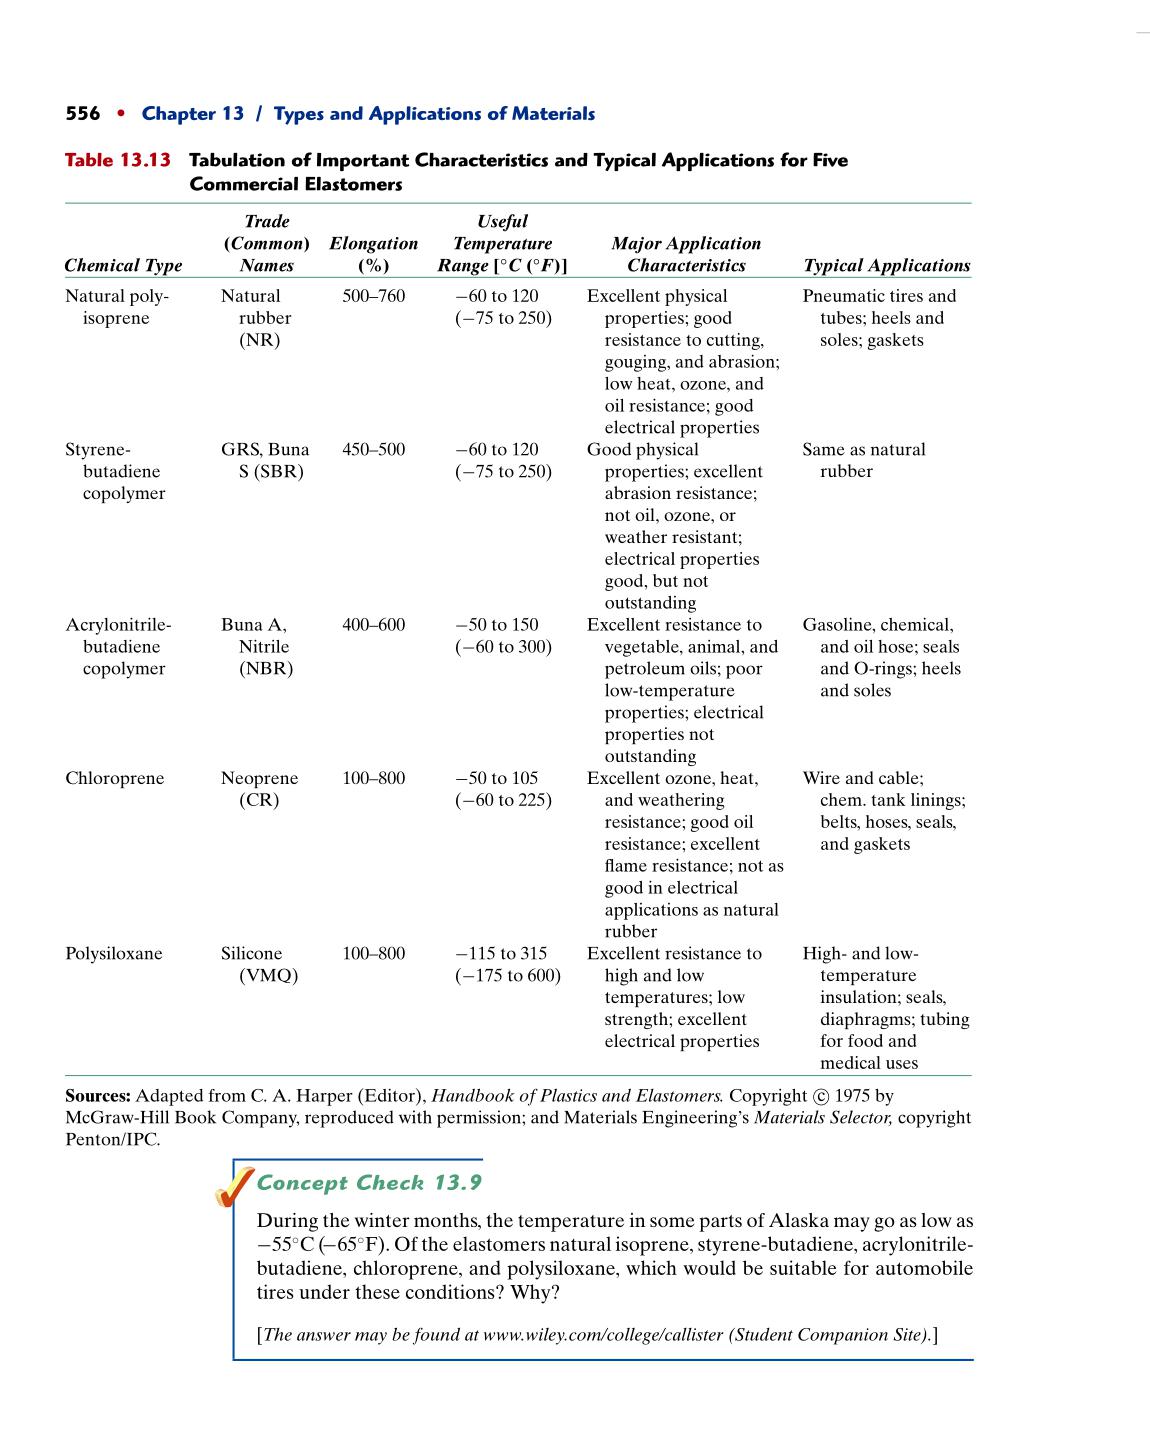 556 • Chapter 13 / Types and Applications of Materials
Table 13.13 Tabulation of Important Characteristics and Typical Applications for Five
Commercial Elastomers
Chemical Type
Trade
(Common)
Names
Elongation
(%)
Useful
Temperature
Range [°C (°F)]
Major Application
Characteristics
Typical Applications
Natural poly-
isoprene
Natural
rubber
(NR)
500–760
−60 to 120
(−75 to 250)
Excellent physical
properties; good
resistance to cutting,
gouging, and abrasion;
low heat, ozone, and
oil resistance; good
electrical properties
Pneumatic tires and
tubes; heels and
soles; gaskets
Styrene-
butadiene
copolymer
GRS, Buna
S (SBR)
450–500
−60 to 120
(−75 to 250)
Good physical
properties; excellent
abrasion resistance;
not oil, ozone, or
weather resistant;
electrical properties
good, but not
outstanding
Same as natural
rubber
Acrylonitrile-
butadiene
copolymer
Buna A,
Nitrile
(NBR)
400–600
−50 to 150
(−60 to 300)
Excellent resistance to
vegetable, animal, and
petroleum oils; poor
low-temperature
properties; electrical
properties not
outstanding
Gasoline, chemical,
and oil hose; seals
and O-rings; heels
and soles
Chloroprene
Neoprene
(CR)
100–800
−50 to 105
(−60 to 225)
Excellent ozone, heat,
and weathering
resistance; good oil
resistance; excellent
flame resistance; not as
good in electrical
applications as natural
rubber
Wire and cable;
chem. tank linings;
belts, hoses, seals,
and gaskets
Polysiloxane
Silicone
(VMQ)
100–800
−115 to 315
(−175 to 600)
Excellent resistance to
high and low
temperatures; low
strength; excellent
electrical properties
High- and low-
temperature
insulation; seals,
diaphragms; tubing
for food and
medical uses
Sources: Adapted from C. A. Harper (Editor), Handbook of Plastics and Elastomers. Copyright © 1975 by
McGraw-Hill Book Company, reproduced with permission; and Materials Engineering's Materials Selector, copyright
Penton/IPC.
Concept Check 13.9
During the winter months, the temperature in some parts of Alaska may go as low as
−55°C (−65°F). Of the elastomers natural isoprene, styrene-butadiene, acrylonitrile-
butadiene, chloroprene, and polysiloxane, which would be suitable for automobile
tires under these conditions? Why?
[The answer may be found at www.wiley.com/college/callister (Student Companion Site).]